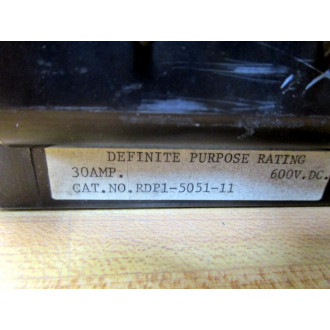 DEFINITE PURPOSE RATING
30AMP. 600V.DC.
CAT.NO.RDP1-5051-11